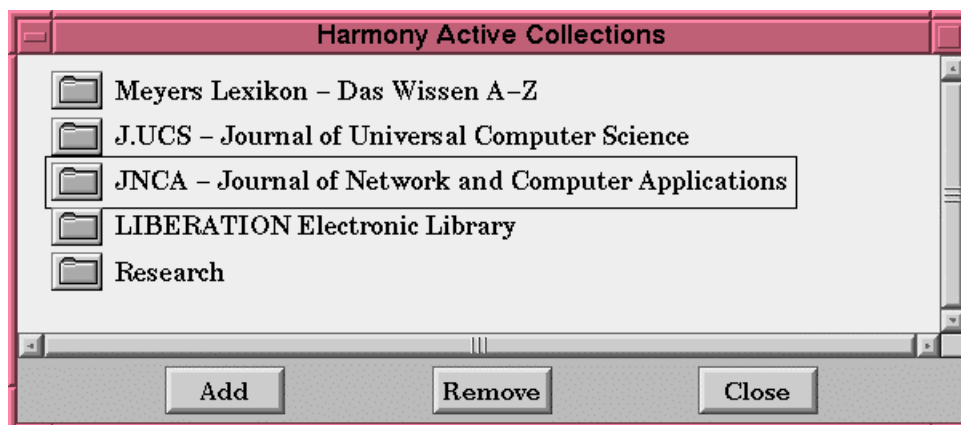 Harmony Active Collections
Meyers Lexikon – Das Wissen A–Z
J.UCS – Journal of Universal Computer Science
JNCA – Journal of Network and Computer Applications
LIBERATION Electronic Library
Research
Add Remove Close